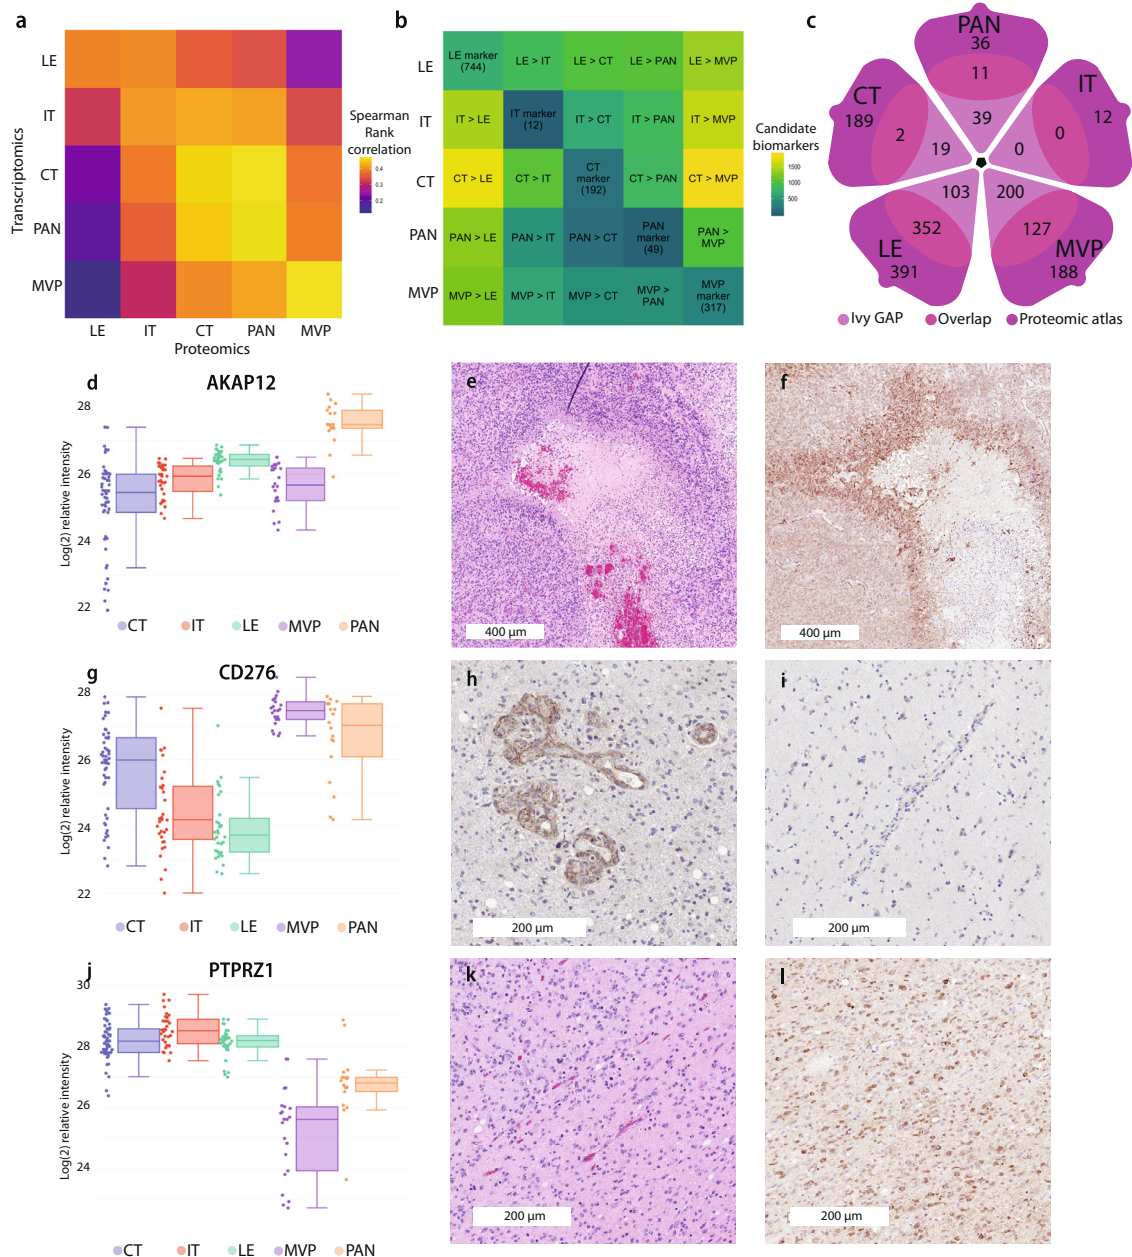 a
LE
IT
CT
PAN
MVP
Transcriptomics
LE
IT
CT
PAN
MVP
Proteomics
Spearman
Rank
correlation
0.4
0.3
0.2
b
LE
IT
CT
PAN
MVP
LE marker
(744)
LE > IT
LE > CT
LE > PAN
LE > MVP
IT > LE
IT marker
(12)
IT > CT
IT > PAN
IT > MVP
CT > LE
CT > IT
CT
marker
(192)
CT > PAN
CT > MVP
PAN > LE
PAN > IT
PAN > CT
PAN
marker
(49)
PAN >
MVP
MVP > LE
MVP > IT
MVP > CT
MVP >
PAN
MVP
marker
(317)
Candidate
biomarkers
1500
1000
500
c
PAN
36
11
39
IT
12
0
0
CT
189
2
19
103
200
352
127
LE
391
MVP
188
Ivy GAP
Overlap
Proteomic atlas
d
AKAP12
28
26
24
22
Log(2) relative intensity
CT
IT
LE
MVP
PAN
e
400 µm
f
400 µm
g
CD276
28
26
24
22
Log(2) relative intensity
CT
IT
LE
MVP
PAN
h
200 µm
i
200 µm
j
PTPRZ1
30
28
26
24
Log(2) relative intensity
CT
IT
LE
MVP
PAN
k
200 µm
l
200 µm